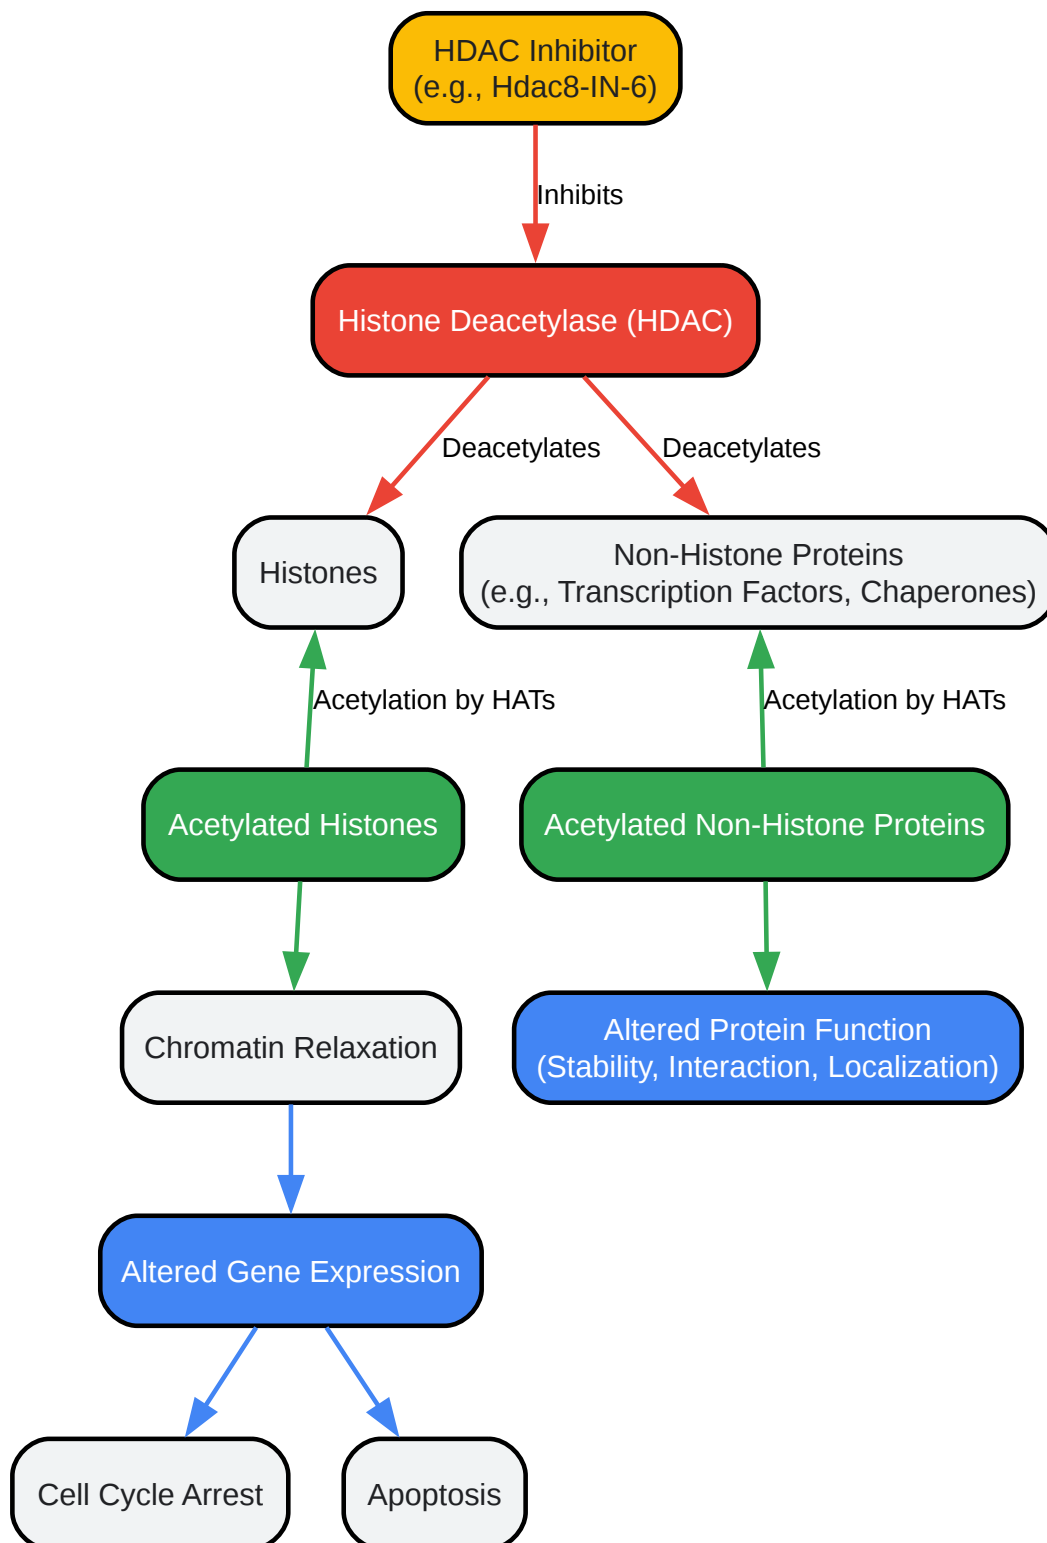 HDAC Inhibitor
(e.g., Hdac8-IN-6)
Inhibits
Histone Deacetylase (HDAC)
Deacetylates
Deacetylates
Histones
Non-Histone Proteins
(e.g., Transcription Factors, Chaperones)
Acetylation by HATs
Acetylation by HATs
Acetylated Histones
Acetylated Non-Histone Proteins
Chromatin Relaxation
Altered Protein Function
(Stability, Interaction, Localization)
Altered Gene Expression
Cell Cycle Arrest
Apoptosis